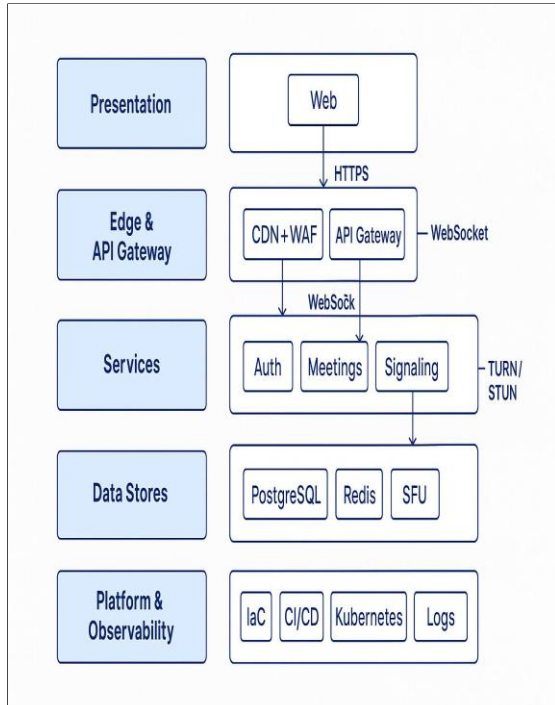 Presentation
Web
HTTPS
Edge &
API Gateway
CDN+WAF
API Gateway
WebSocket
WebSočk
Services
Auth
Meetings
Signaling
TURN/
STUN
Data Stores
PostgreSQL
Redis
SFU
Platform &
Observability
IaC
CI/CD
Kubernetes
Logs